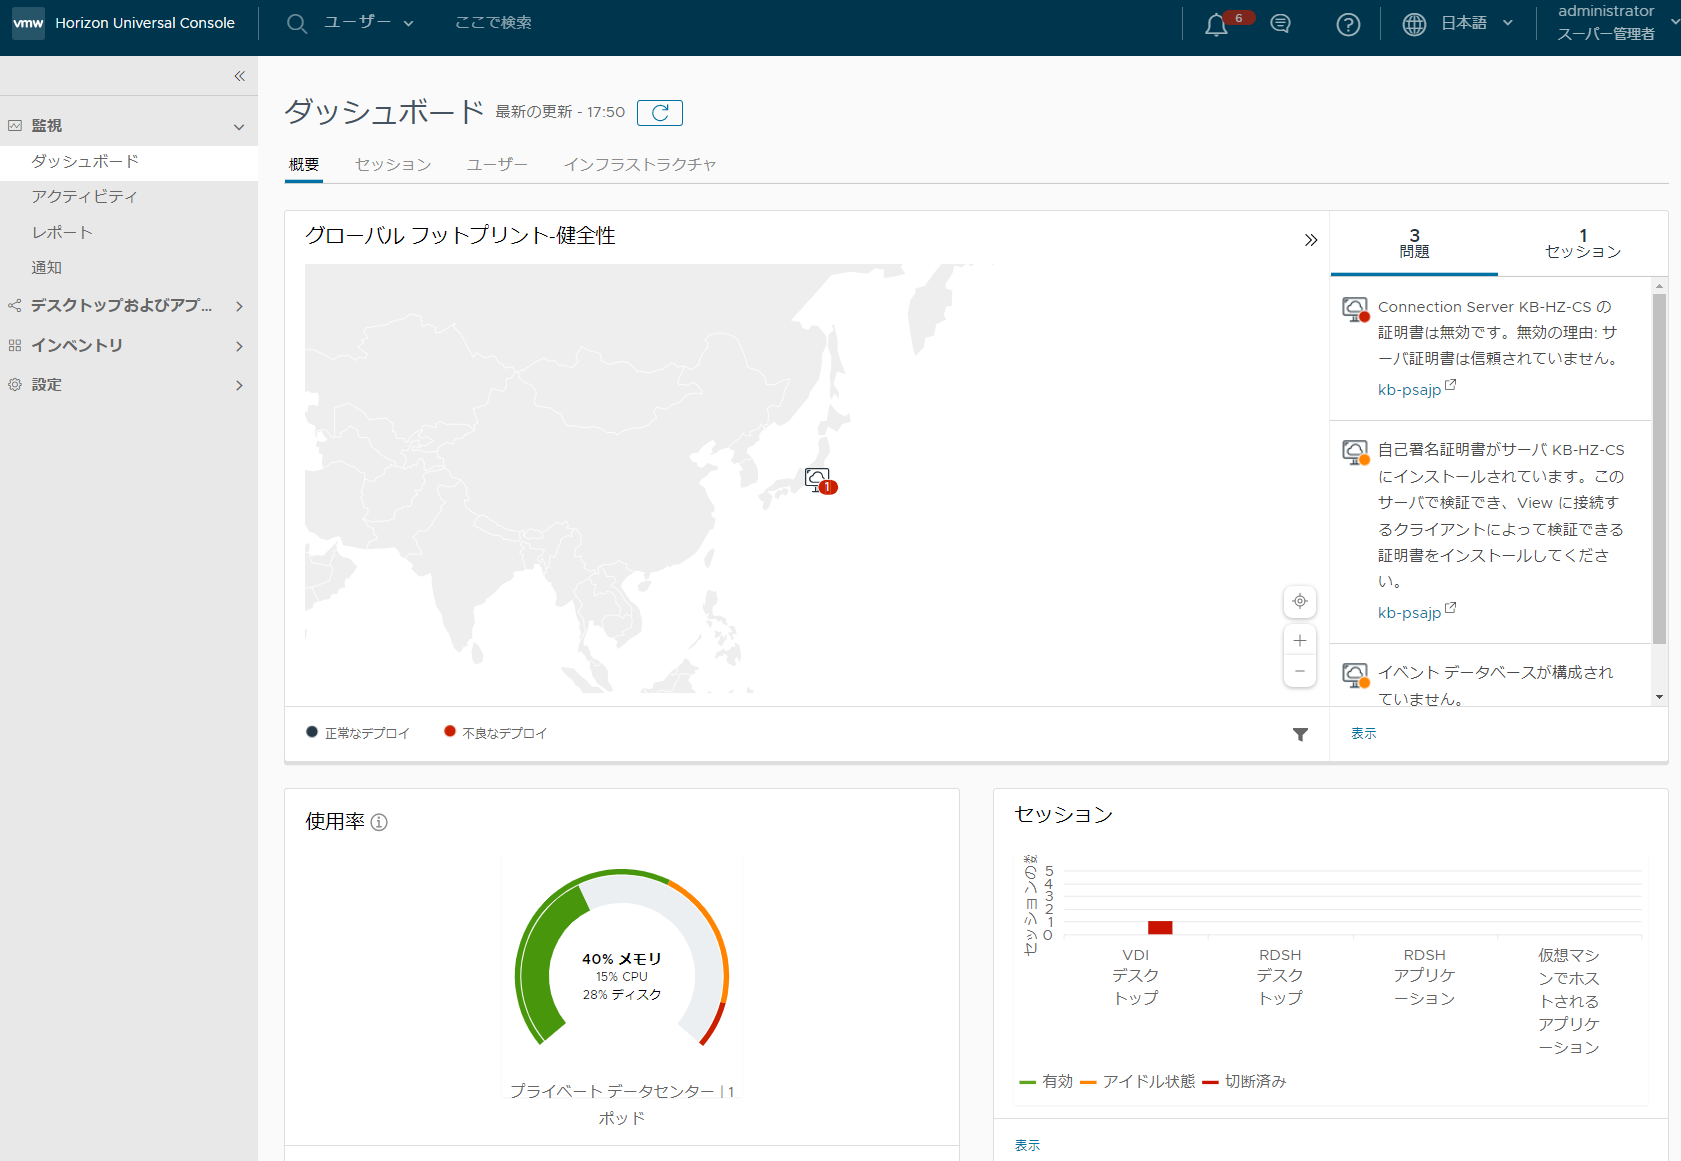 vmw Horizon Universal Console ユーザー ここで検索 6 日本語 administrator
スーパー管理者
監視
ダッシュボード
アクティビティ
レポート
通知
デスクトップおよびアプ...
インベントリ
設定
ダッシュボード 最新の更新 - 17:50
概要 セッション ユーザー インフラストラクチャ
グローバル フットプリント-健全性
1
正常なデプロイ 不良なデプロイ
3
問題
1
セッション
Connection Server KB-HZ-CS の
証明書は無効です。無効の理由: サ
ーバ証明書は信頼されていません。
kb-psajp
自己署名証明書がサーバ KB-HZ-CS
にインストールされています。この
サーバで検証でき、View に接続す
るクライアントによって検証できる
証明書をインストールしてくださ
い。
kb-psajp
イベント データベースが構成され
ていません。
表示
使用率
40% メモリ
15% CPU
28% ディスク
プライベート データセンター | 1
ポッド
セッション
セッションの数
5
4
3
2
1
0
VDI
デスク
トップ
RDSH
デスク
トップ
RDSH
アプリケ
ーション
仮想マシ
ンでホス
トされる
アプリケ
ーション
有効 アイドル状態 切断済み
表示